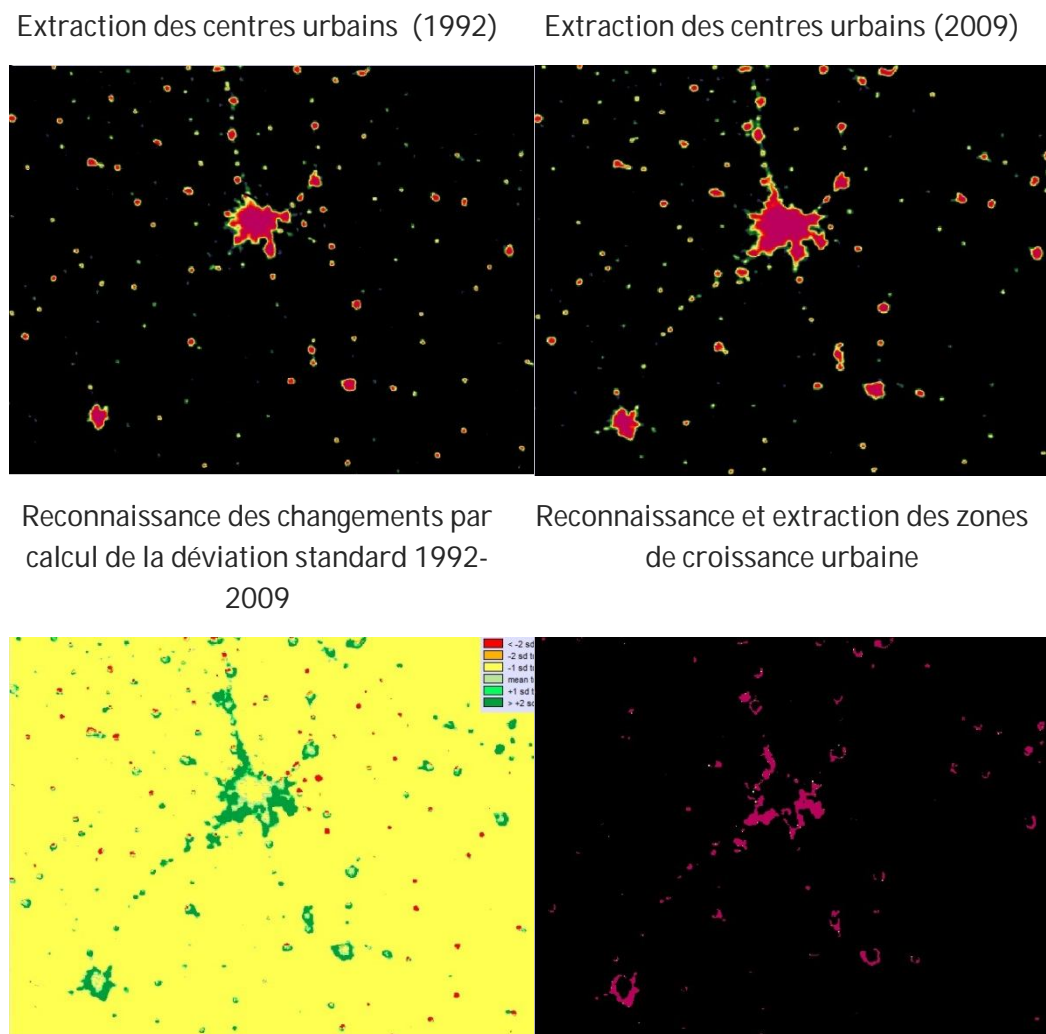 Extraction des centres urbains (1992)
Extraction des centres urbains (2009)
Reconnaissance des changements par
calcul de la déviation standard 1992-
2009
Reconnaissance et extraction des zones
de croissance urbaine
< -2 sd
-2 sd t
-1 sd t
mean t
+1 sd t
> +2 sd